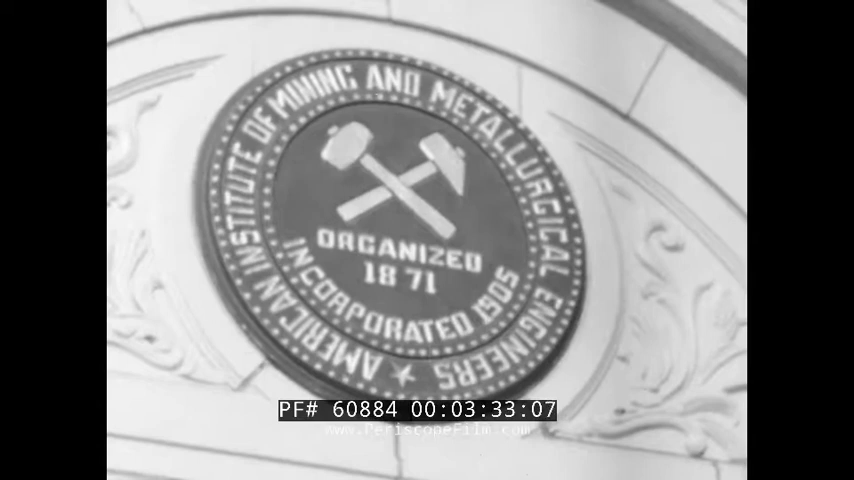 AMERICAN INSTITUTE OF MINING AND METALLURGICAL ENGINEERS
ORGANIZED
1871
INCORPORATED 1905
PF# 60884 00:03:33:07
www.PeriscopeFilm.com